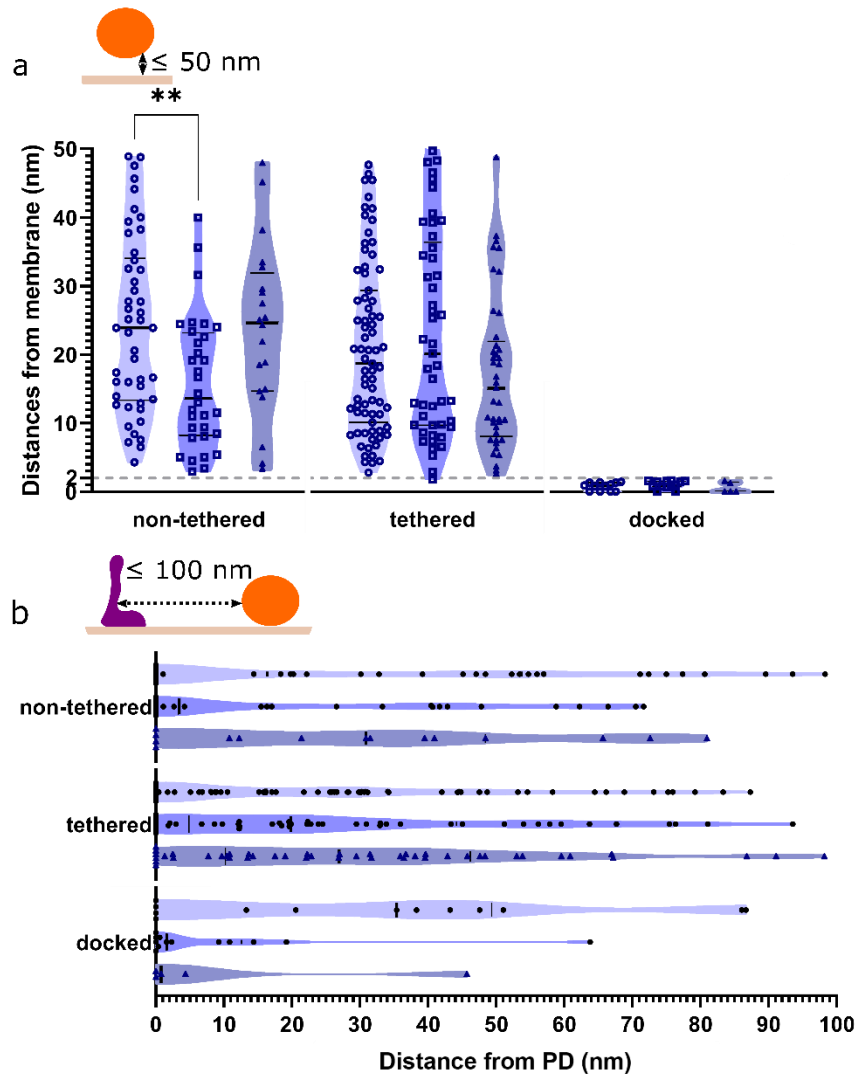 a
≤ 50 nm
**
Distances from membrane (nm)
50
40
30
20
10
2
0
non-tethered tethered docked
≤ 100 nm
b
non-tethered
tethered
docked
0 10 20 30 40 50 60 70 80 90 100
Distance from PD (nm)